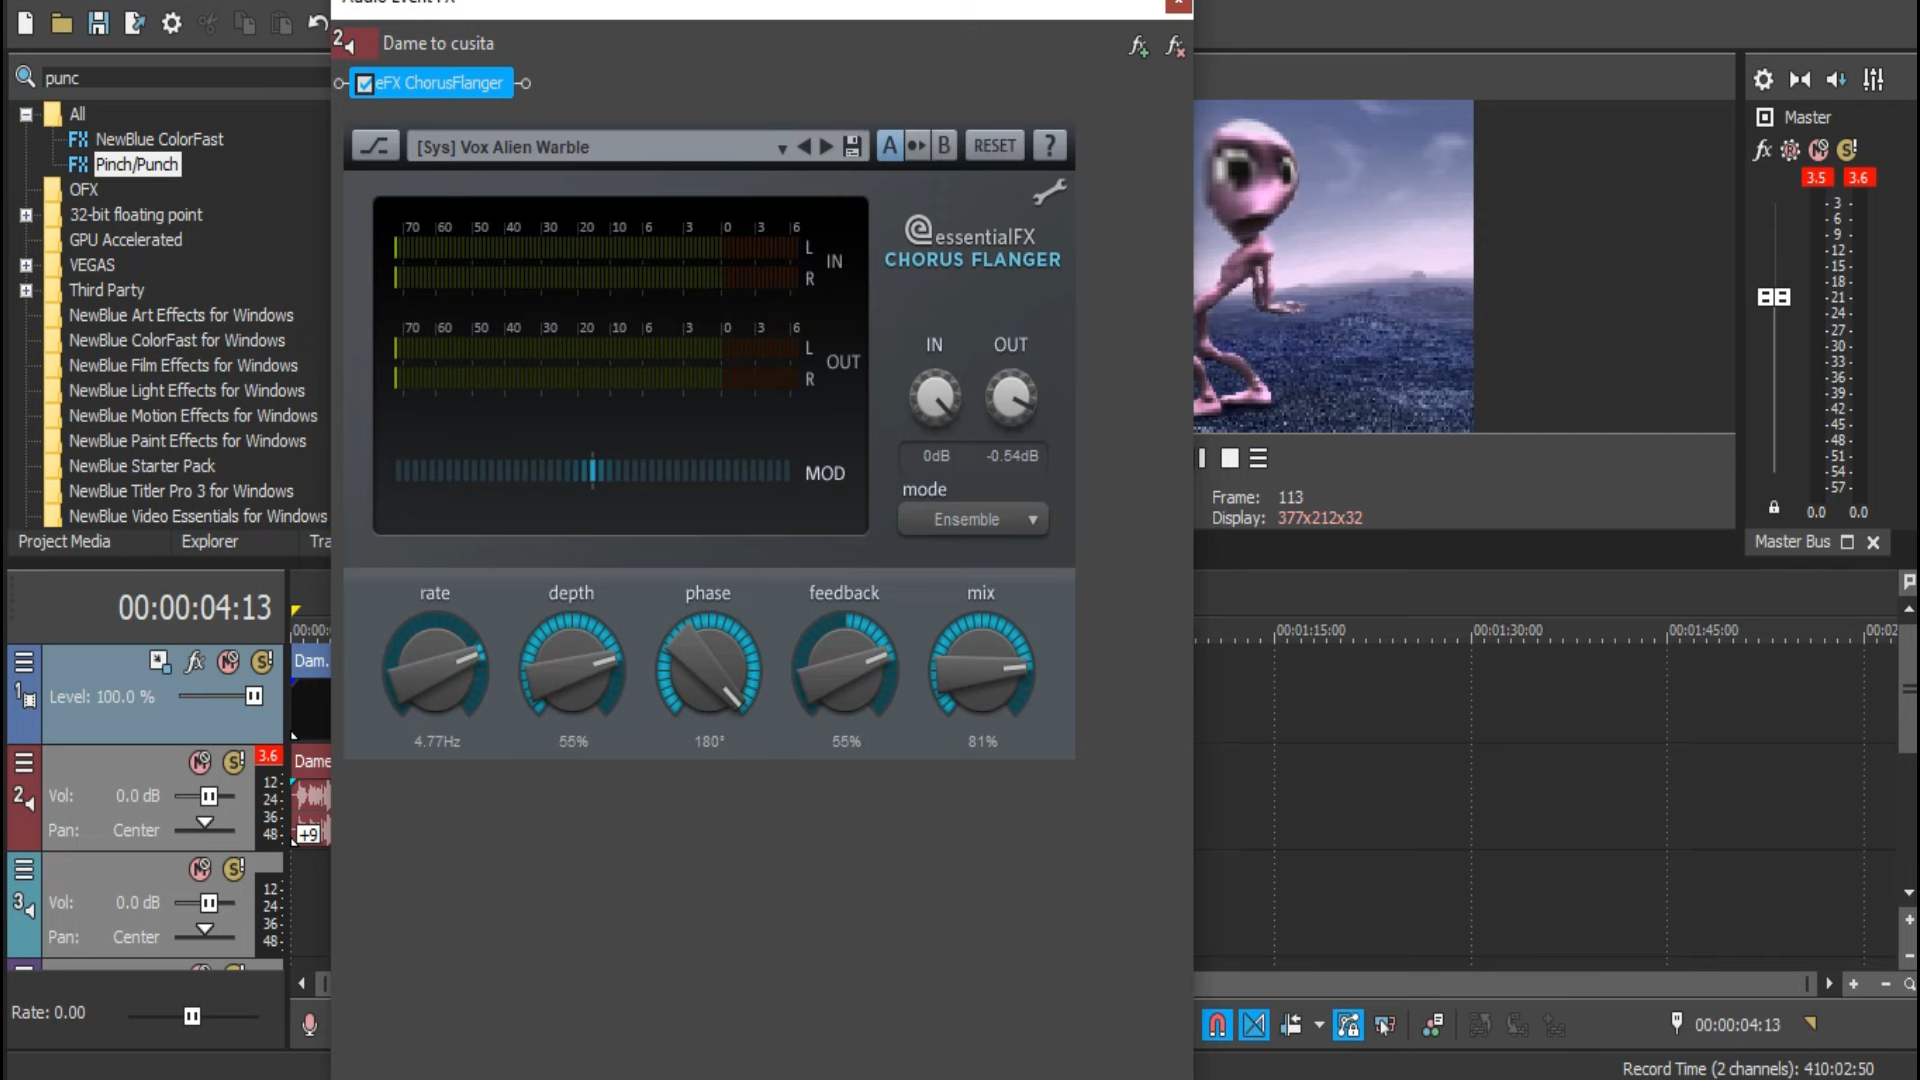 Dame to cusita
eFX ChorusFlanger
punc
All
FX NewBlue ColorFast
FX Pinch/Punch
OFX
32-bit floating point
GPU Accelerated
VEGAS
Third Party
NewBlue Art Effects for Windows
NewBlue ColorFast for Windows
NewBlue Film Effects for Windows
NewBlue Light Effects for Windows
NewBlue Motion Effects for Windows
NewBlue Paint Effects for Windows
NewBlue Starter Pack
NewBlue Titler Pro 3 for Windows
NewBlue Video Essentials for Windows
Project Media Explorer Tra
[Sys] Vox Alien Warble
A B RESET ?
70 60 50 40 30 20 10 6 3 0 3 6
L
IN
R
70 60 50 40 30 20 10 6 3 0 3 6
L
OUT
R
MOD
essentialFX
CHORUS FLANGER
IN OUT
0dB -0.54dB
mode
Ensemble
rate depth phase feedback mix
4.77Hz 55% 180° 55% 81%
Frame: 113
Display: 377x212x32
Master
fx
3.5 3.6
- 3 -
- 6 -
- 9 -
-12-
-15-
-18-
-21-
-24-
-27-
-30-
-33-
-36-
-39-
-42-
-45-
-48-
-51-
-54-
-57-
0.0 0.0
Master Bus
00:00:04:13
00:00:
00:01:15:00 00:01:30:00 00:01:45:00 00:02
1
Level: 100.0 %
Dam.
2
3.6
Vol: 0.0 dB
Pan: Center
12-
24-
36-
48-
Dame
+9
3
Vol: 0.0 dB
Pan: Center
12-
24-
36-
48-
Rate: 0.00
00:00:04:13
Record Time (2 channels): 410:02:50